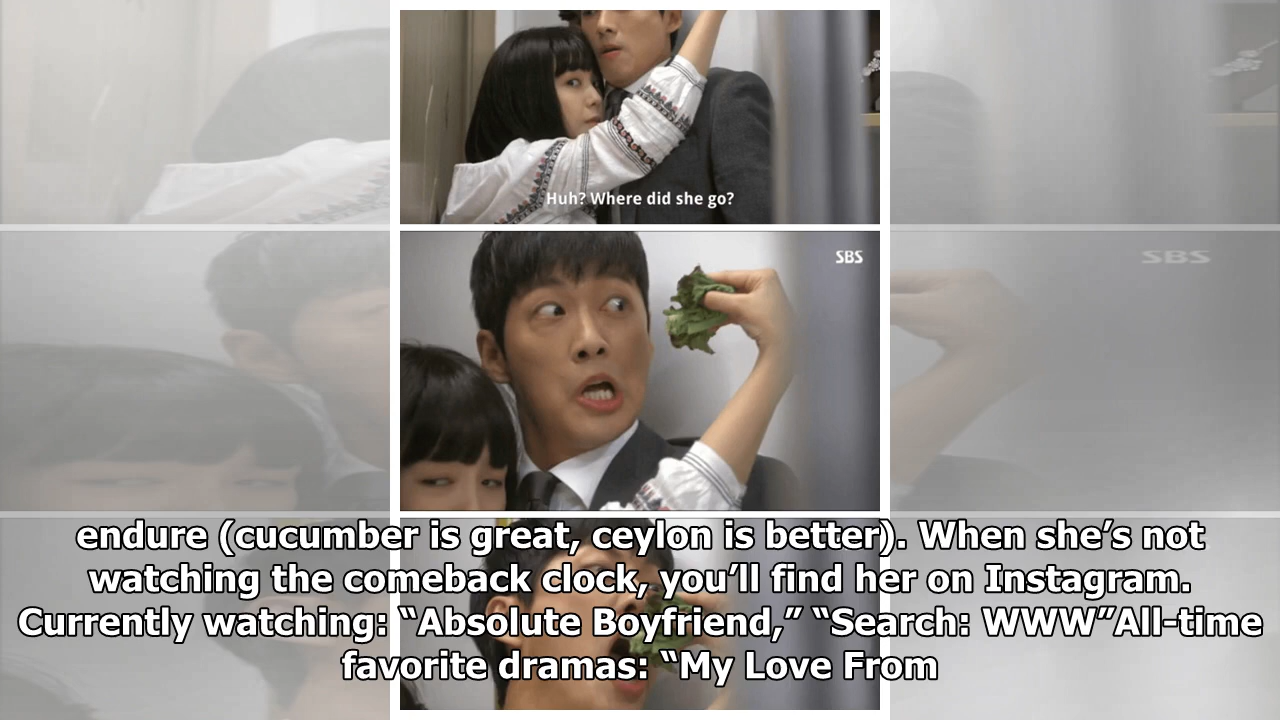 Huh? Where did she go?
SBS
SBS
endure (cucumber is great, ceylon is better). When she’s not
watching the comeback clock, you’ll find her on Instagram.
Currently watching: “Absolute Boyfriend,” “Search: WWW”All-time
favorite dramas: “My Love From